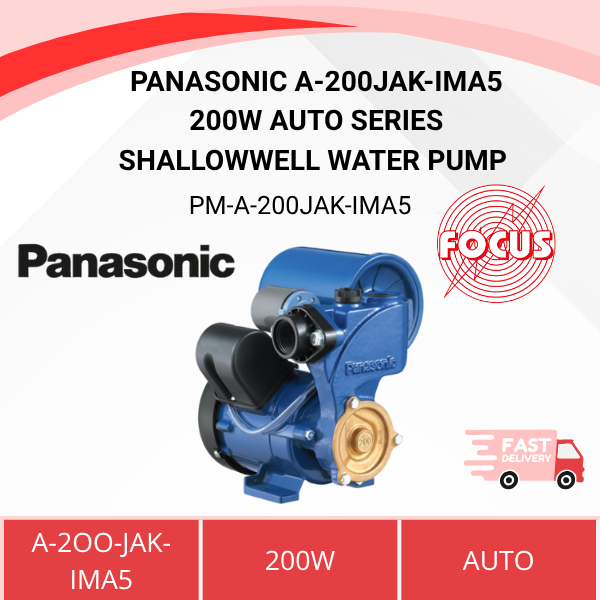 PANASONIC A-200JAK-IMA5
200W AUTO SERIES
SHALLOWWELL WATER PUMP
PM-A-200JAK-IMA5
FOCUS
Panasonic
Panasonic
200
FAST
DELIVERY
A-2OO-JAK-
IMA5
200W
AUTO